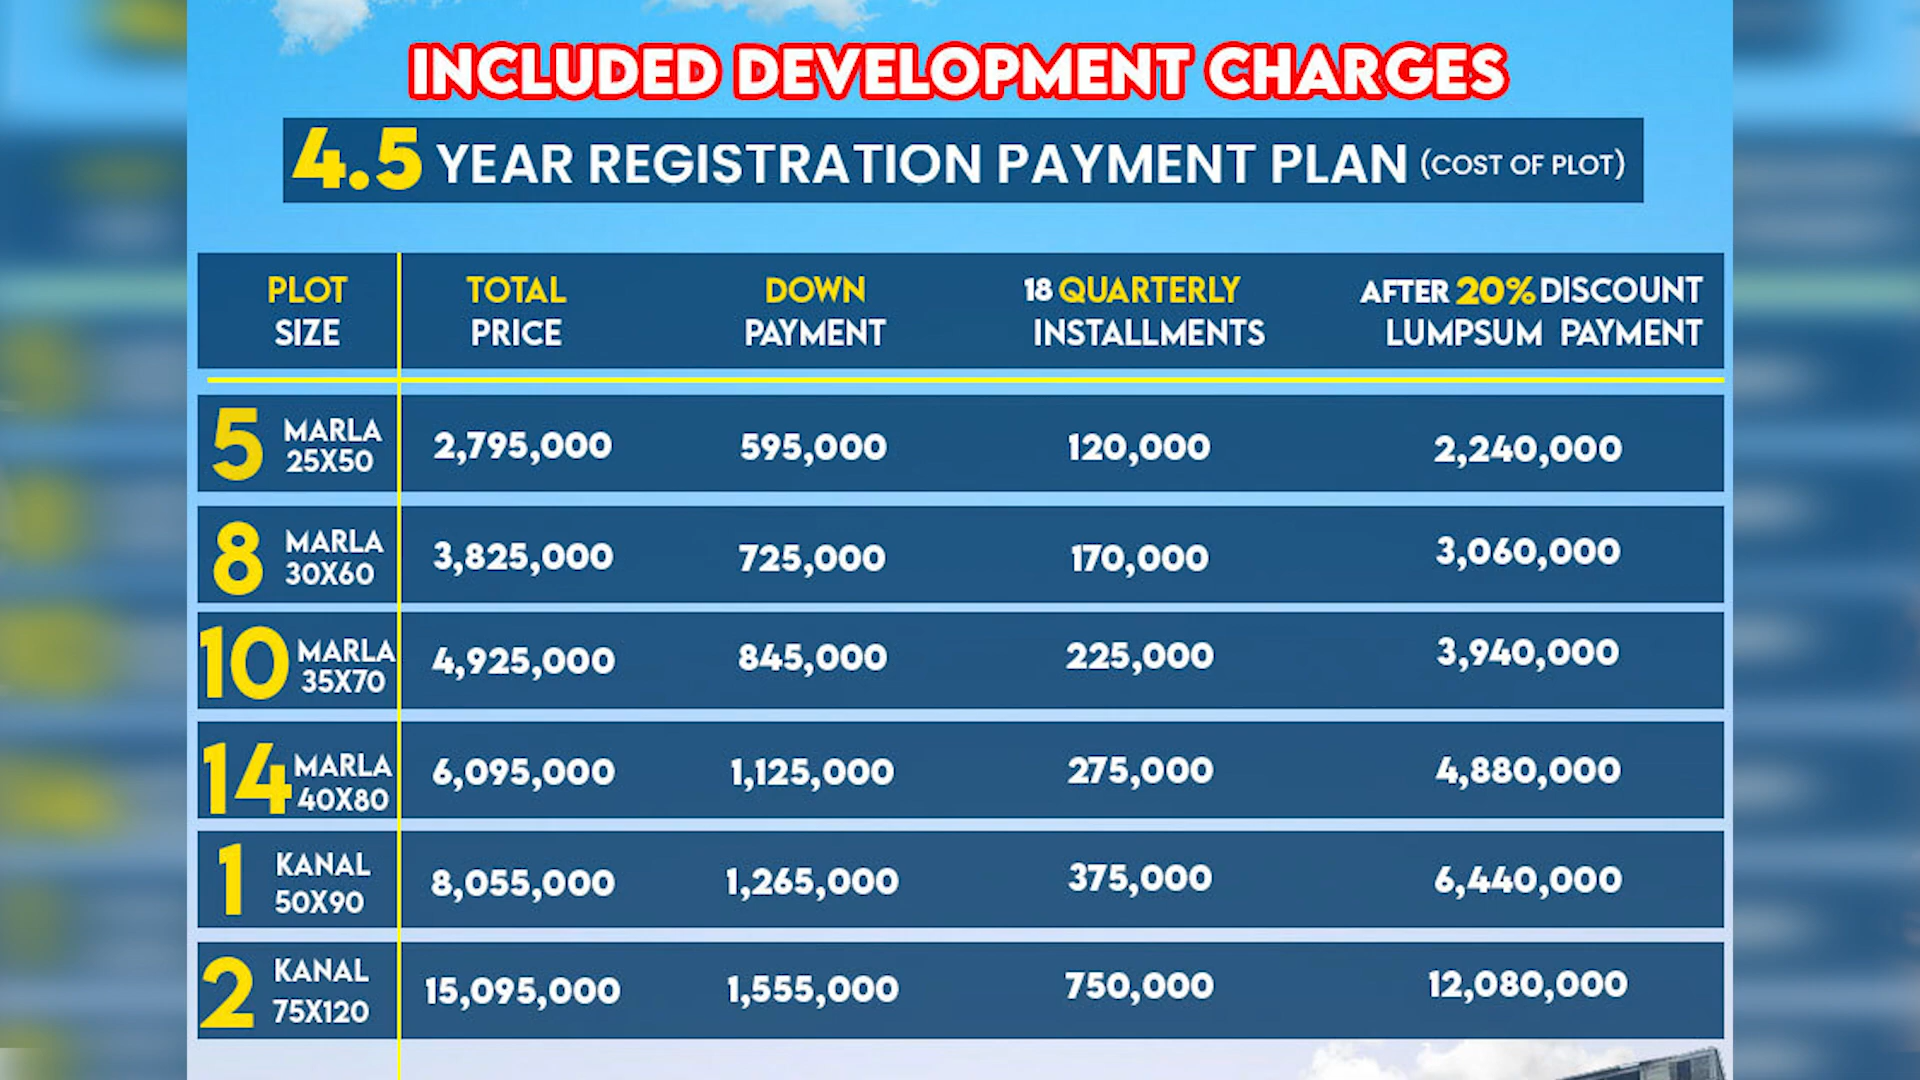 INCLUDED DEVELOPMENT CHARGES
4.5 YEAR REGISTRATION PAYMENT PLAN (COST OF PLOT)
PLOT SIZE TOTAL PRICE DOWN PAYMENT 18 QUARTERLY INSTALLMENTS AFTER 20% DISCOUNT LUMPSUM PAYMENT
5 MARLA 25X50 2,795,000 595,000 120,000 2,240,000
8 MARLA 30X60 3,825,000 725,000 170,000 3,060,000
10 MARLA 35X70 4,925,000 845,000 225,000 3,940,000
14 MARLA 40X80 6,095,000 1,125,000 275,000 4,880,000
1 KANAL 50X90 8,055,000 1,265,000 375,000 6,440,000
2 KANAL 75X120 15,095,000 1,555,000 750,000 12,080,000